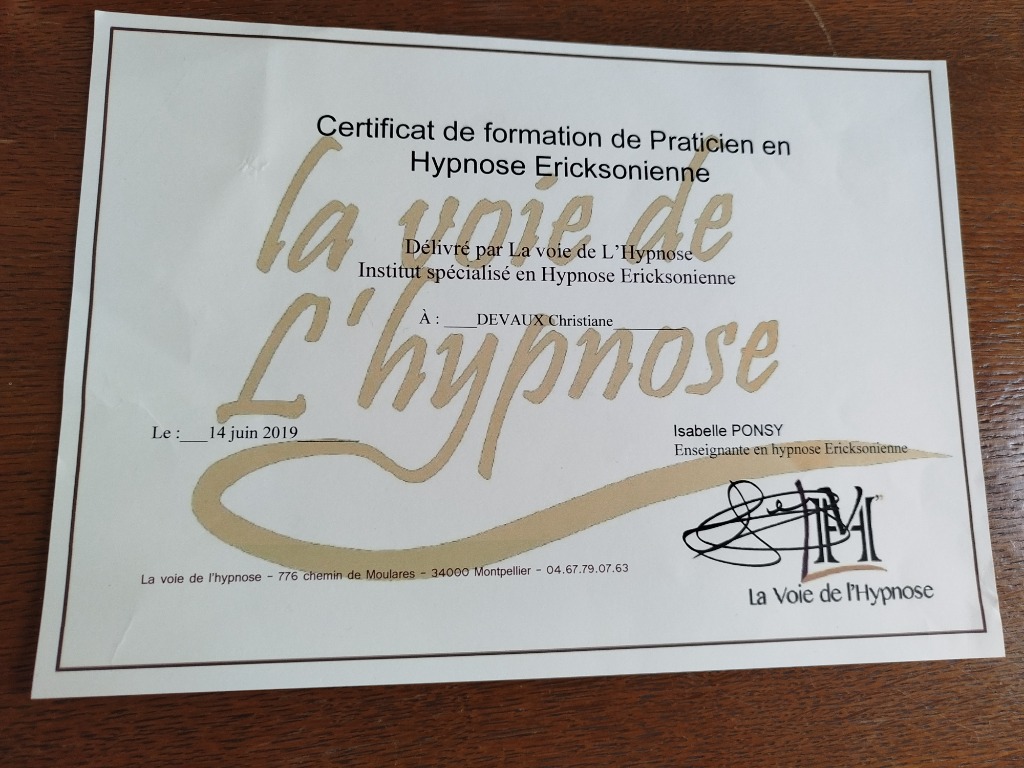 Certificat de formation de Praticien en
Hypnose Ericksonienne
la voie de
L'hypnose
Délivré par La voie de L'Hypnose
Institut spécialisé en Hypnose Ericksonienne
À : ____DEVAUX Christiane_________
Le :___14 juin 2019_______
Isabelle PONSY
Enseignante en hypnose Ericksonienne
La Voie de l'Hypnose
La voie de l'hypnose - 776 chemin de Moulares - 34000 Montpellier - 04.67.79.07.63